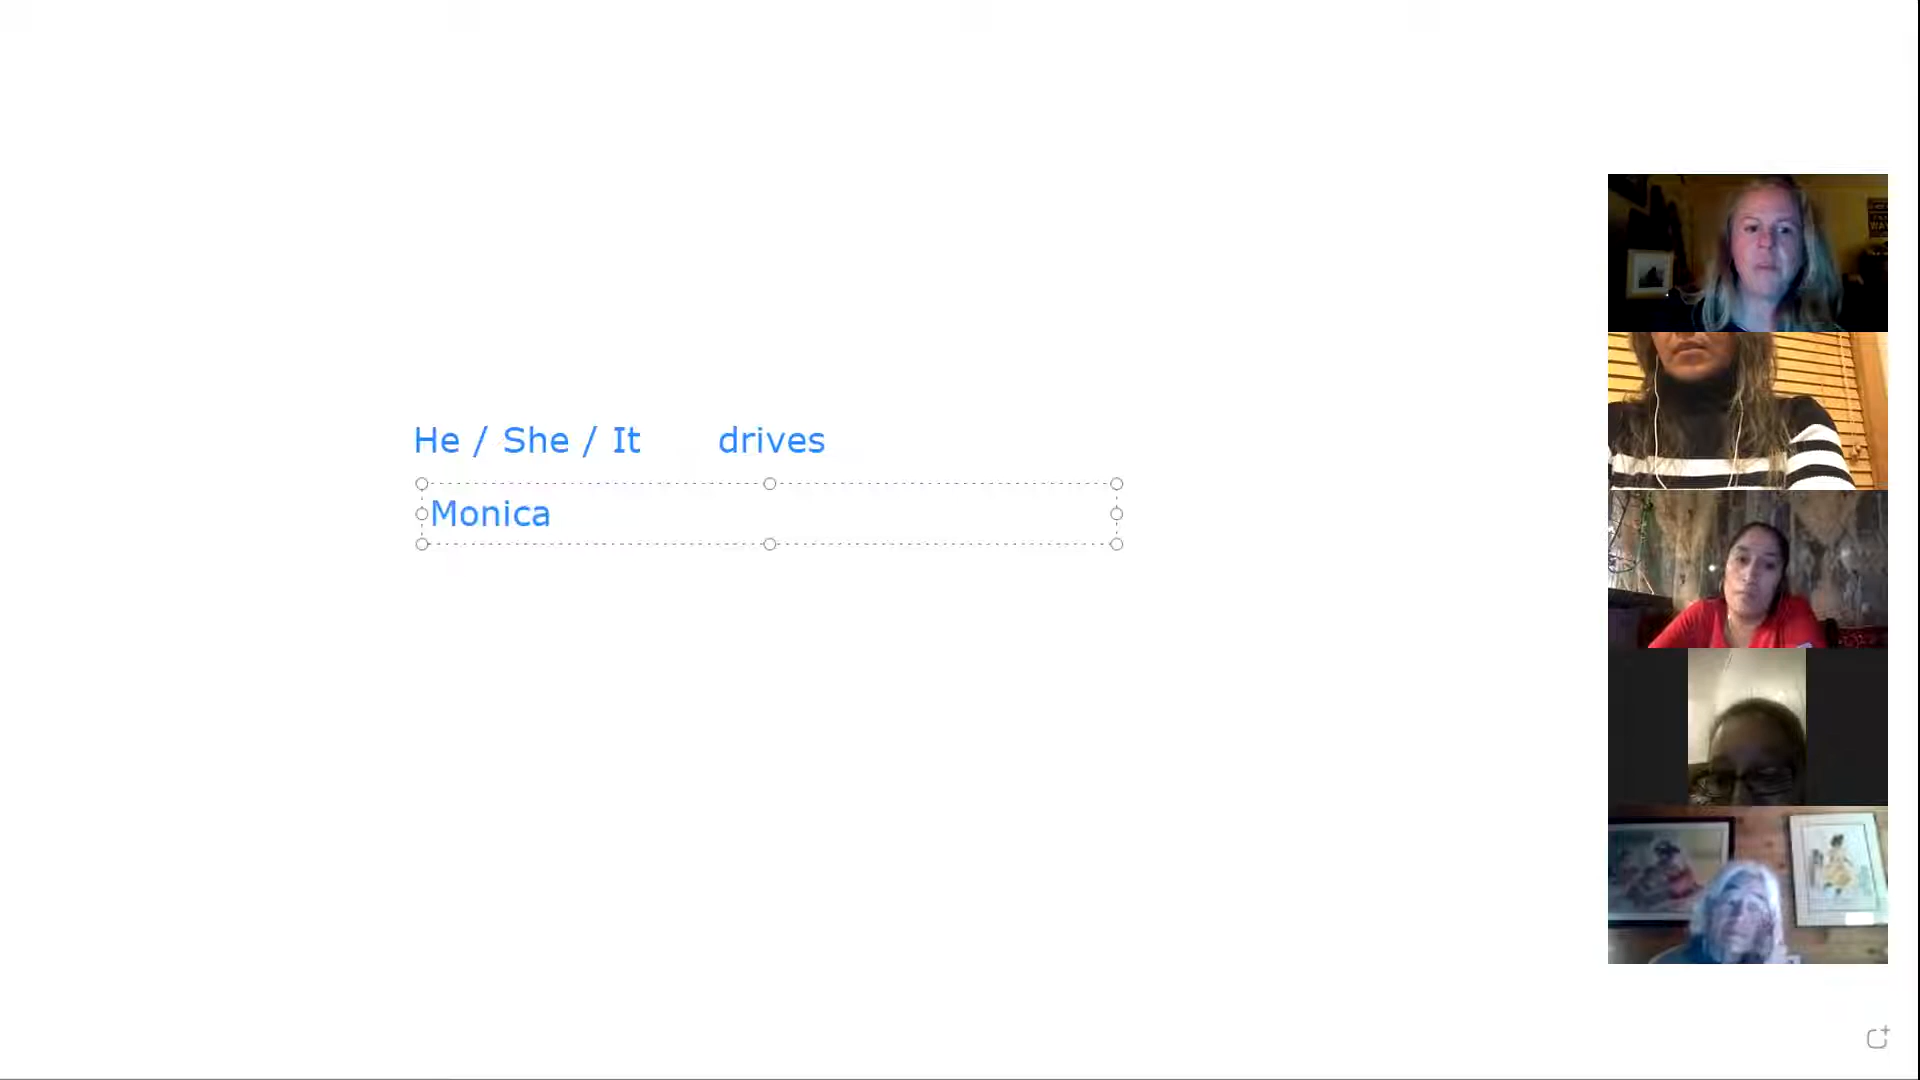 He / She / It drives
Monica